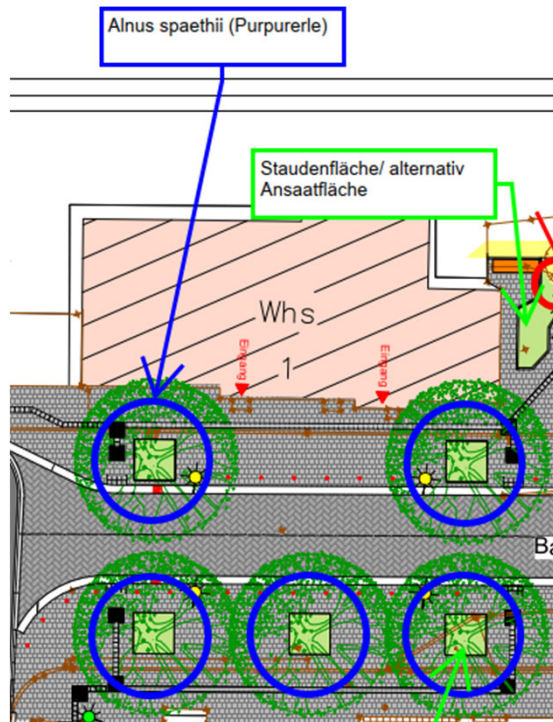 Alnus spaethii (Purpurerle)
Staudenfläche/ alternativ
Ansaatfläche
Whs
1
Eingang
Eingang
Ba